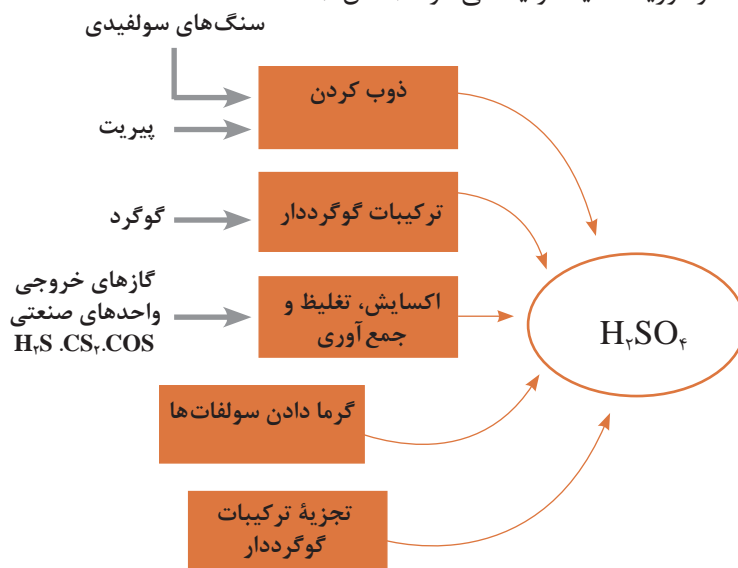 سنگ‌های سولفیدی
ذوب کردن
پیریت
ترکیبات گوگرددار
گوگرد
اکسایش، تغلیظ و
جمع‌آوری
گازهای خروجی
واحدهای صنعتی
H₂S .CS₂.COS
H₂SO₄
گرما دادن سولفات‌ها
تجزیۀ ترکیبات
گوگرددار